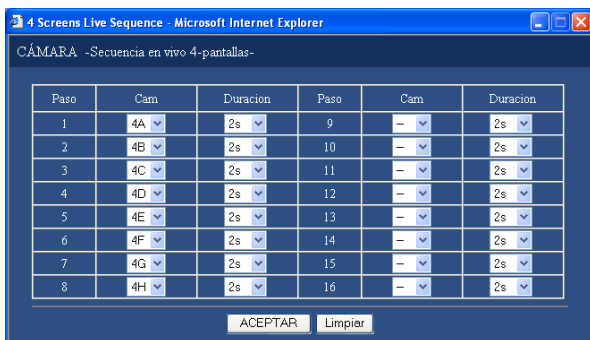 4 Screens Live Sequence - Microsoft Internet Explorer
CÁMARA -Secuencia en vivo 4-pantallas-
Paso Cam Duracion Paso Cam Duracion
1 4A 2s 9 – 2s
2 4B 2s 10 – 2s
3 4C 2s 11 – 2s
4 4D 2s 12 – 2s
5 4E 2s 13 – 2s
6 4F 2s 14 – 2s
7 4G 2s 15 – 2s
8 4H 2s 16 – 2s
ACEPTAR Limpiar